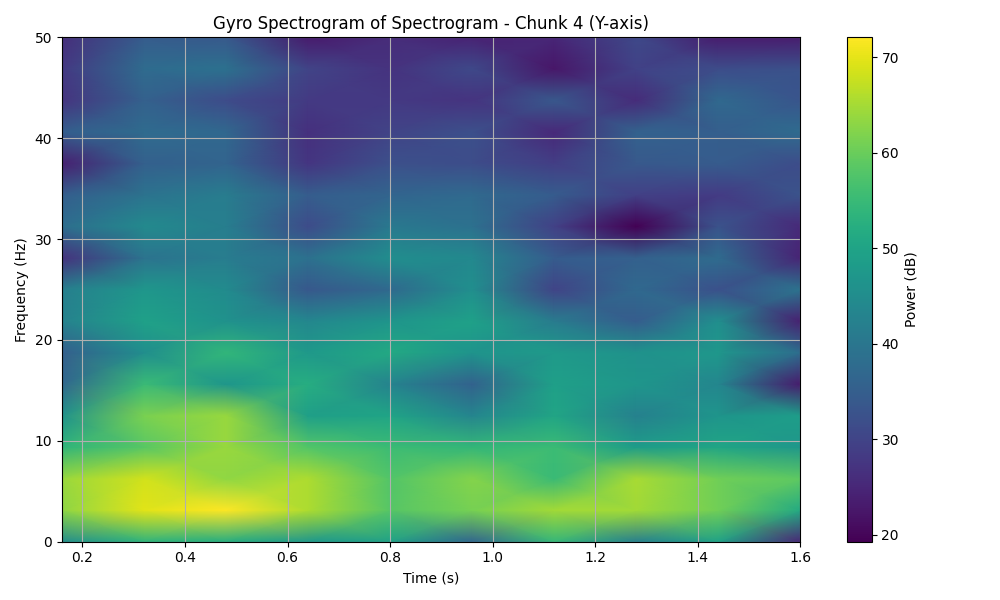 Gyro Spectrogram of Spectrogram - Chunk 4 (Y-axis)
Frequency (Hz)
50
40
30
20
10
0
0.2 0.4 0.6 0.8 1.0 1.2 1.4 1.6
Time (s)
70
60
50
40
30
20
Power (dB)